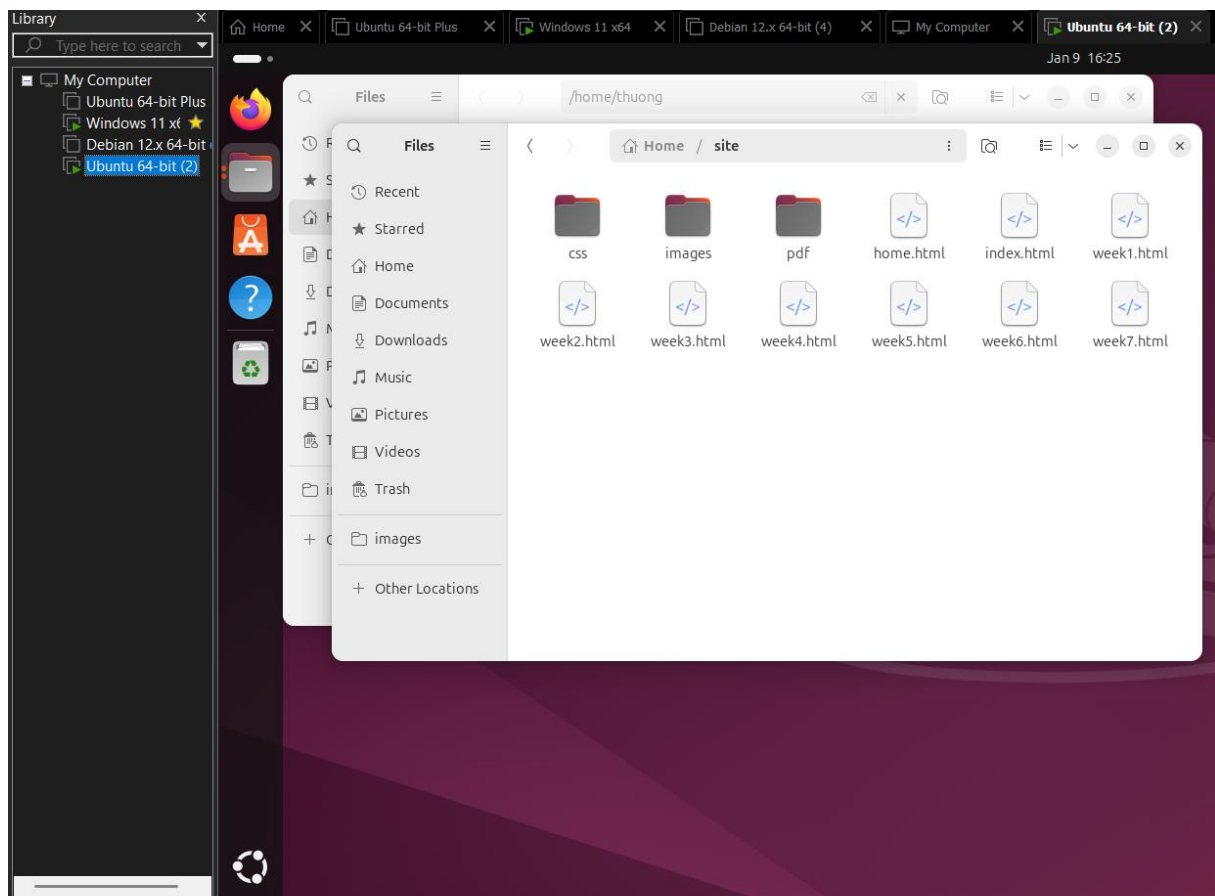 Library X
Type here to search
My Computer
Ubuntu 64-bit Plus
Windows 11 x6
Debian 12.x 64-bit
Ubuntu 64-bit (2)
Home
Ubuntu 64-bit Plus
Windows 11 x64
Debian 12.x 64-bit (4)
My Computer
Ubuntu 64-bit (2)
Jan 9 16:25
Files
/home/thuong
Files
Home / site
Recent
Starred
Home
Documents
Downloads
Music
Pictures
Videos
Trash
images
+ Other Locations
css images pdf home.html index.html week1.html
week2.html week3.html week4.html week5.html week6.html week7.html